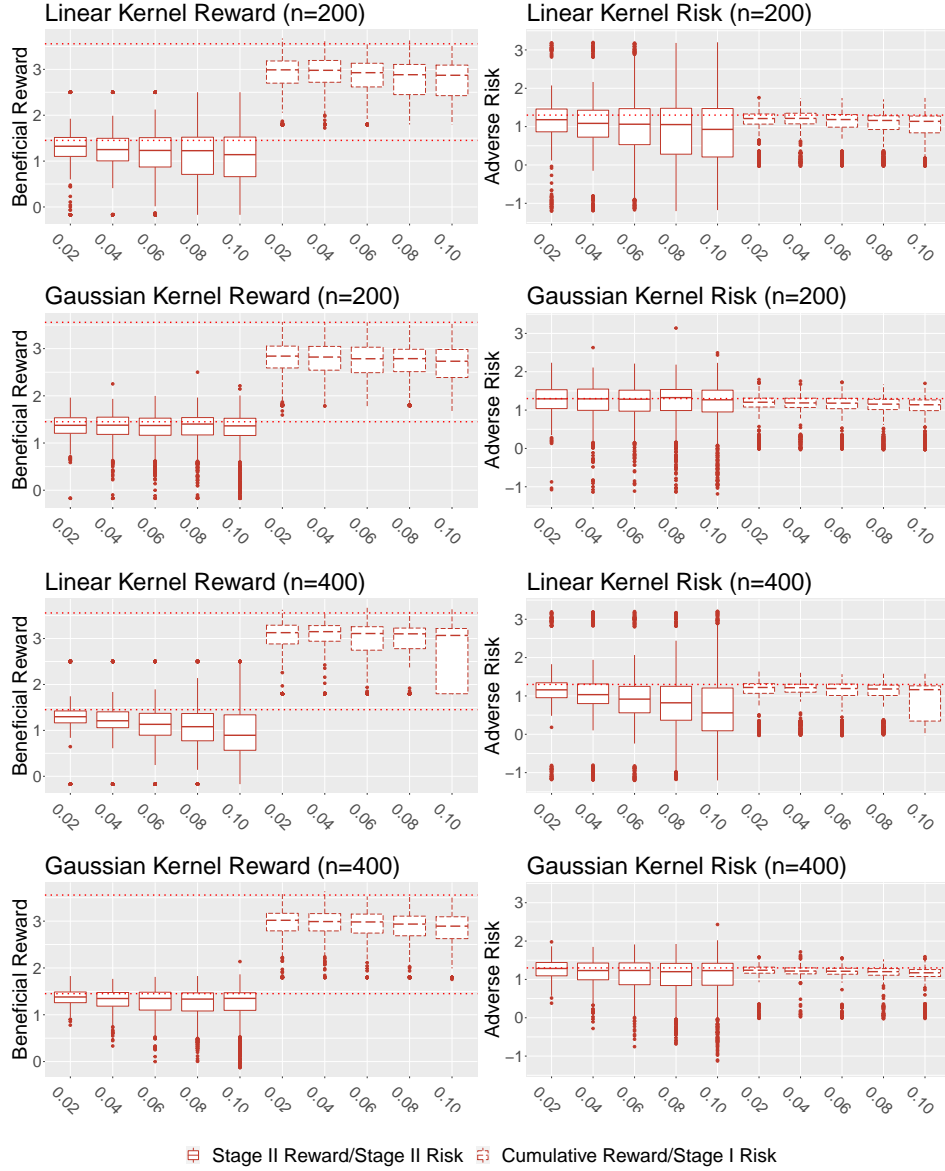 Linear Kernel Reward (n=200)
Beneficial Reward
3
2
1
0
0.02 0.04 0.06 0.08 0.10 0.02 0.04 0.06 0.08 0.10
Linear Kernel Risk (n=200)
Adverse Risk
3
2
1
0
−1
0.02 0.04 0.06 0.08 0.10 0.02 0.04 0.06 0.08 0.10
Gaussian Kernel Reward (n=200)
Beneficial Reward
3
2
1
0
0.02 0.04 0.06 0.08 0.10 0.02 0.04 0.06 0.08 0.10
Gaussian Kernel Risk (n=200)
Adverse Risk
3
2
1
0
−1
0.02 0.04 0.06 0.08 0.10 0.02 0.04 0.06 0.08 0.10
Linear Kernel Reward (n=400)
Beneficial Reward
3
2
1
0
0.02 0.04 0.06 0.08 0.10 0.02 0.04 0.06 0.08 0.10
Linear Kernel Risk (n=400)
Adverse Risk
3
2
1
0
−1
0.02 0.04 0.06 0.08 0.10 0.02 0.04 0.06 0.08 0.10
Gaussian Kernel Reward (n=400)
Beneficial Reward
3
2
1
0
0.02 0.04 0.06 0.08 0.10 0.02 0.04 0.06 0.08 0.10
Gaussian Kernel Risk (n=400)
Adverse Risk
3
2
1
0
−1
0.02 0.04 0.06 0.08 0.10 0.02 0.04 0.06 0.08 0.10
Stage II Reward/Stage II Risk Cumulative Reward/Stage I Risk